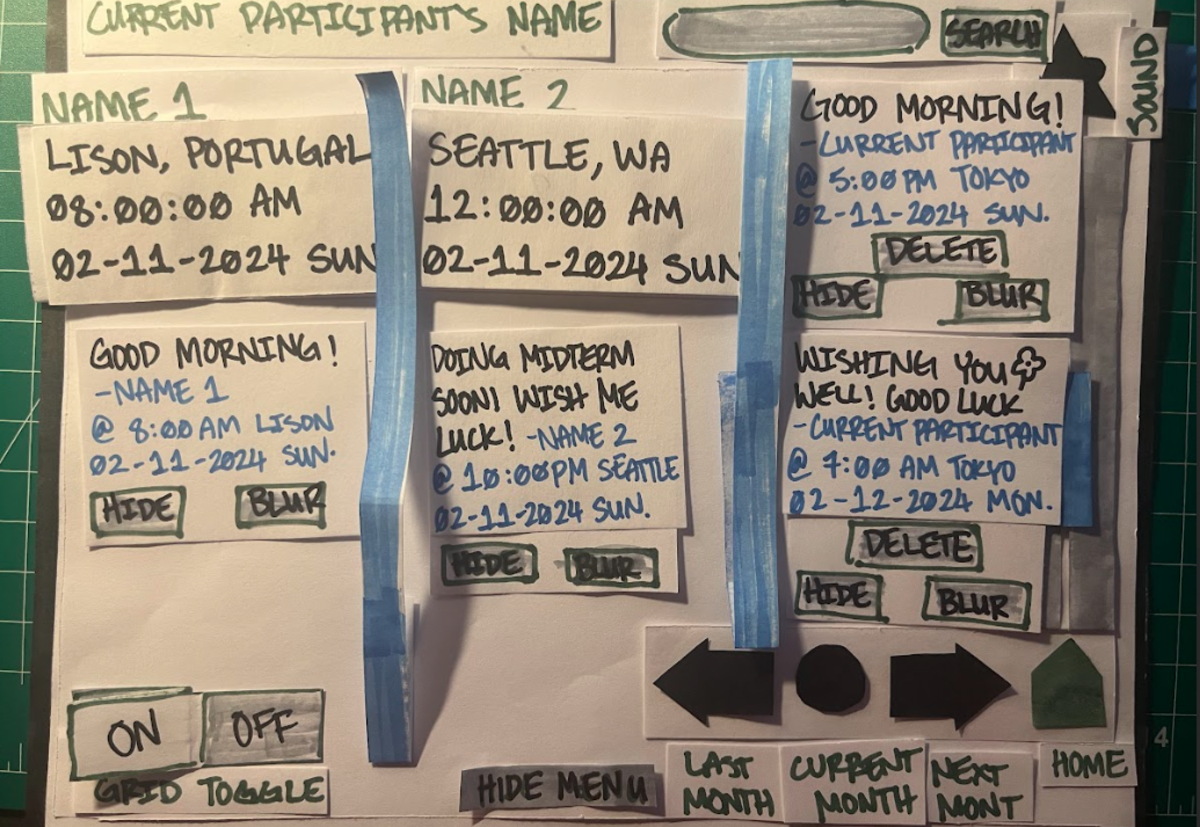 CURRENT PARTICIPANT'S NAME
SEARCH
SOUND
NAME 1
LISON, PORTUGAL
08:00:00 AM
02-11-2024 SUN
GOOD MORNING!
-NAME 1
@ 8:00 AM LISON
02-11-2024 SUN.
HIDE
BLUR
NAME 2
SEATTLE, WA
12:00:00 AM
02-11-2024 SUN
DOING MIDTERM
SOON! WISH ME
LUCK! -NAME 2
@ 10:00PM SEATTLE
02-11-2024 SUN.
HIDE
BLUR
GOOD MORNING!
-CURRENT PARTICIPANT
@ 5:00PM TOKYO
02-11-2024 SUN.
DELETE
HIDE
BLUR
WISHING YOU
WELL! GOOD LUCK
-CURRENT PARTICIPANT
@ 7:00 AM TOKYO
02-12-2024 MON.
DELETE
HIDE
BLUR
ON
OFF
GRID TOGGLE
HIDE MENU
LAST
MONTH
CURRENT
MONTH
NEXT
MONT
HOME
4